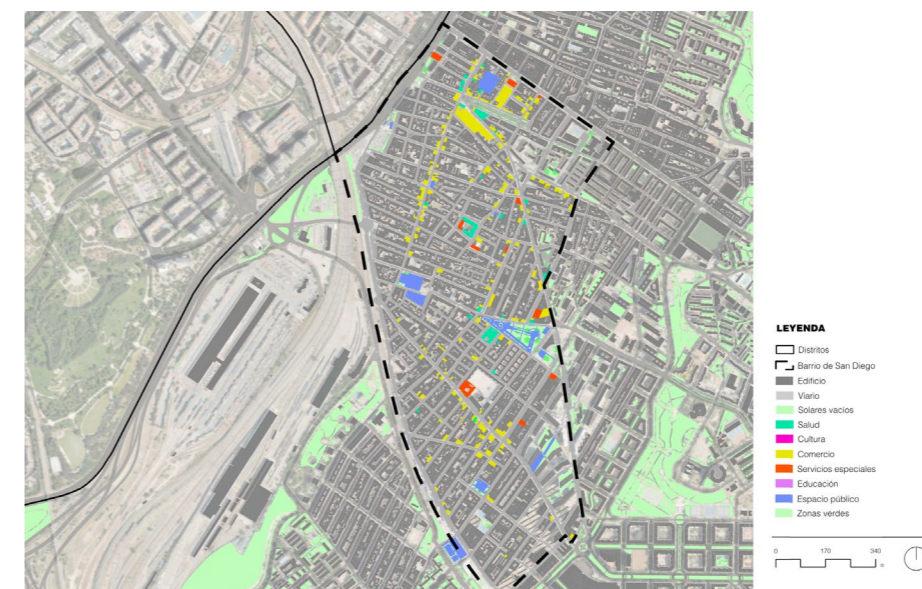 LEYENDA
Distritos
Barrio de San Diego
Edificio
Viario
Solares vacios
Salud
Cultura
Comercio
Servicios especiales
Educación
Espacio público
Zonas verdes
0 170 340
m